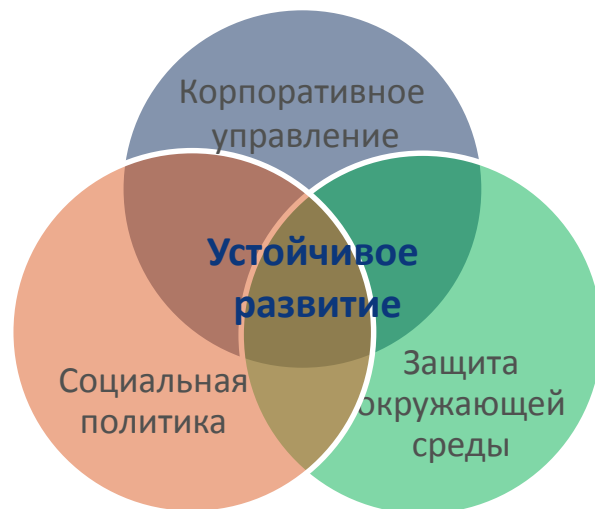 Корпоративное
управление
Устойчивое
развитие
Социальная
политика
Защита
окружающей
среды